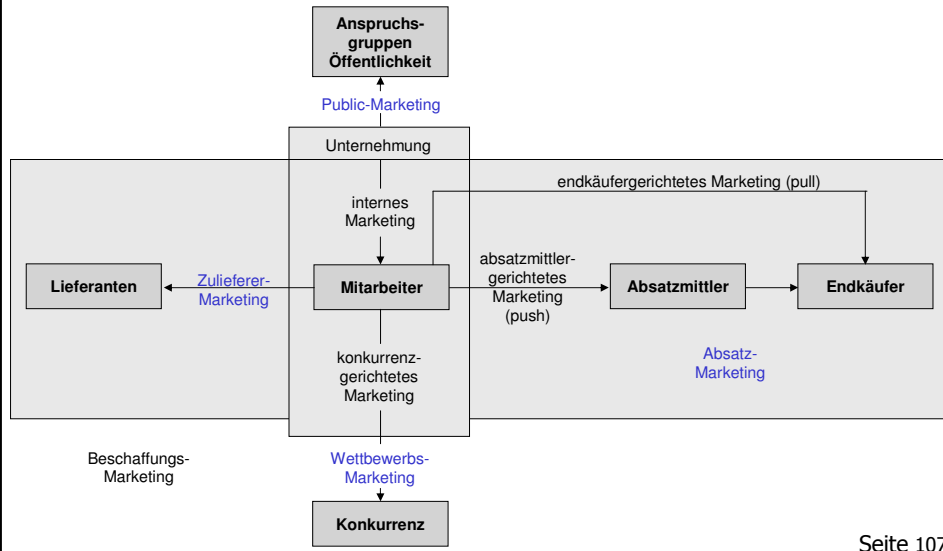 Anspruchs-
gruppen
Öffentlichkeit
Public-Marketing
Unternehmung
endkäufergerichtetes Marketing (pull)
internes
Marketing
absatzmittler-
gerichtetes
Marketing
(push)
Zulieferer-
Marketing
Lieferanten
Mitarbeiter
Absatzmittler
Endkäufer
konkurrenz-
gerichtetes
Marketing
Absatz-
Marketing
Beschaffungs-
Marketing
Wettbewerbs-
Marketing
Konkurrenz
Seite 107